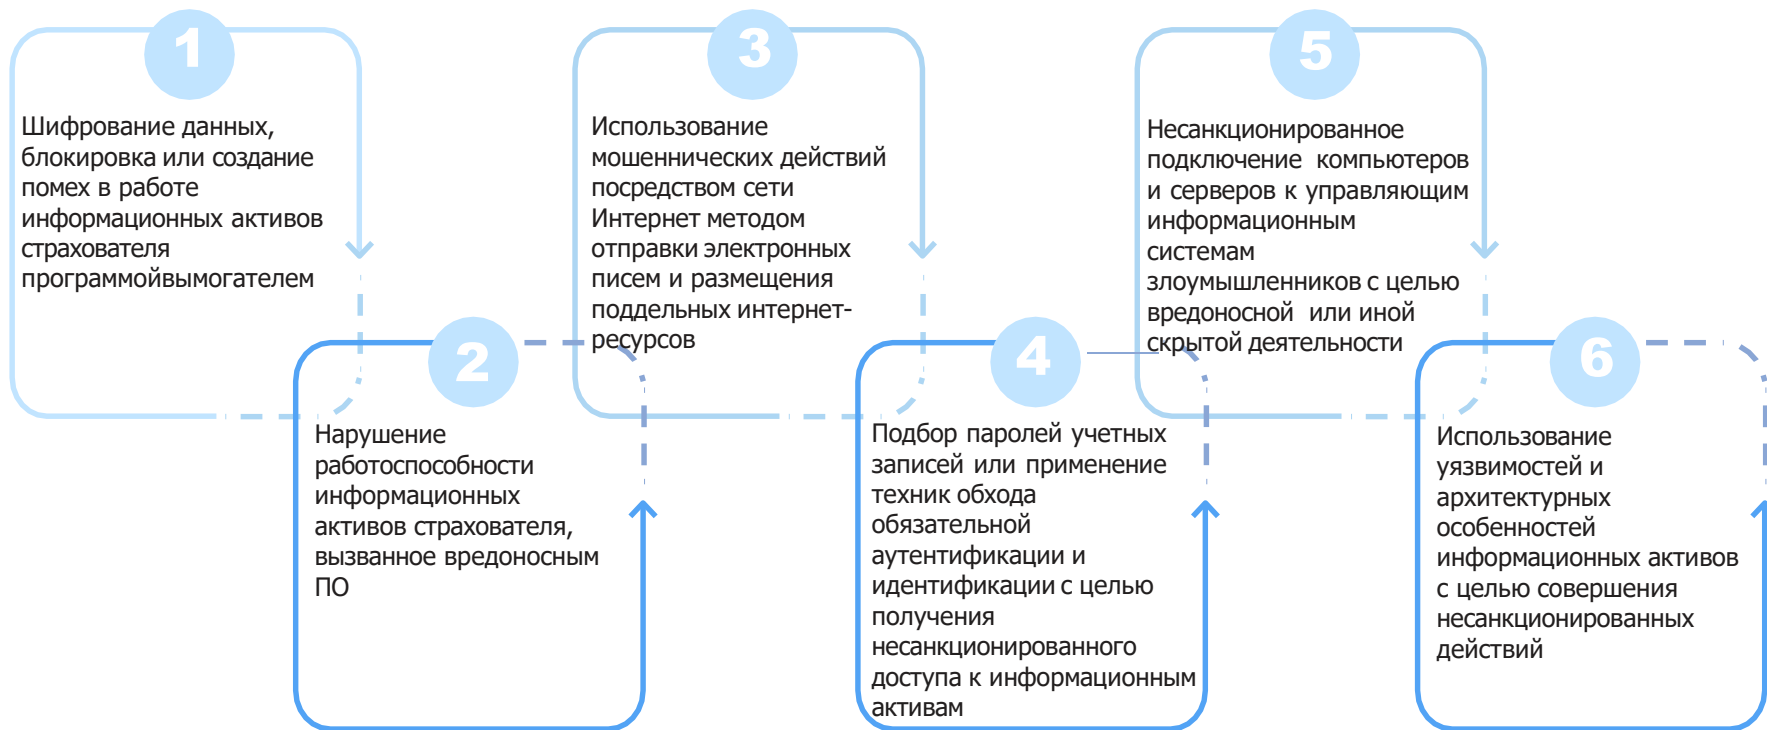 1
Шифрование данных,
блокировка или создание
помех в работе
информационных активов
страхователя
программойвымогателем
2
Нарушение
работоспособности
информационных
активов страхователя,
вызванное вредоносным
ПО
3
Использование
мошеннических действий
посредством сети
Интернет методом
отправки электронных
писем и размещения
поддельных интернет-
ресурсов
4
Подбор паролей учетных
записей или применение
техник обхода
обязательной
аутентификации и
идентификации с целью
получения
несанкционированного
доступа к информационным
активам
5
Несанкционированное
подключение компьютеров
и серверов к управляющим
информационным
системам
злоумышленников с целью
вредоносной или иной
скрытой деятельности
6
Использование
уязвимостей и
архитектурных
особенностей
информационных активов
с целью совершения
несанкционированных
действий